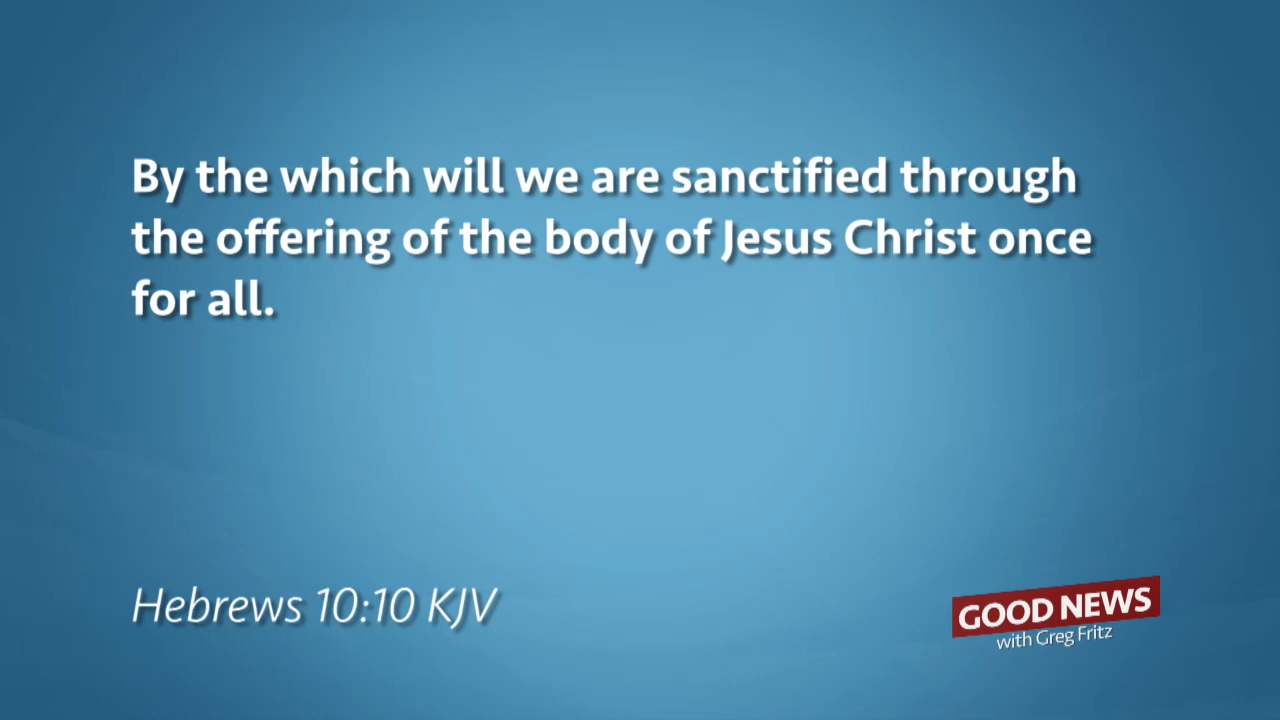 By the which will we are sanctified through
the offering of the body of Jesus Christ once
for all.
Hebrews 10:10 KJV
GOOD NEWS
with Greg Fritz